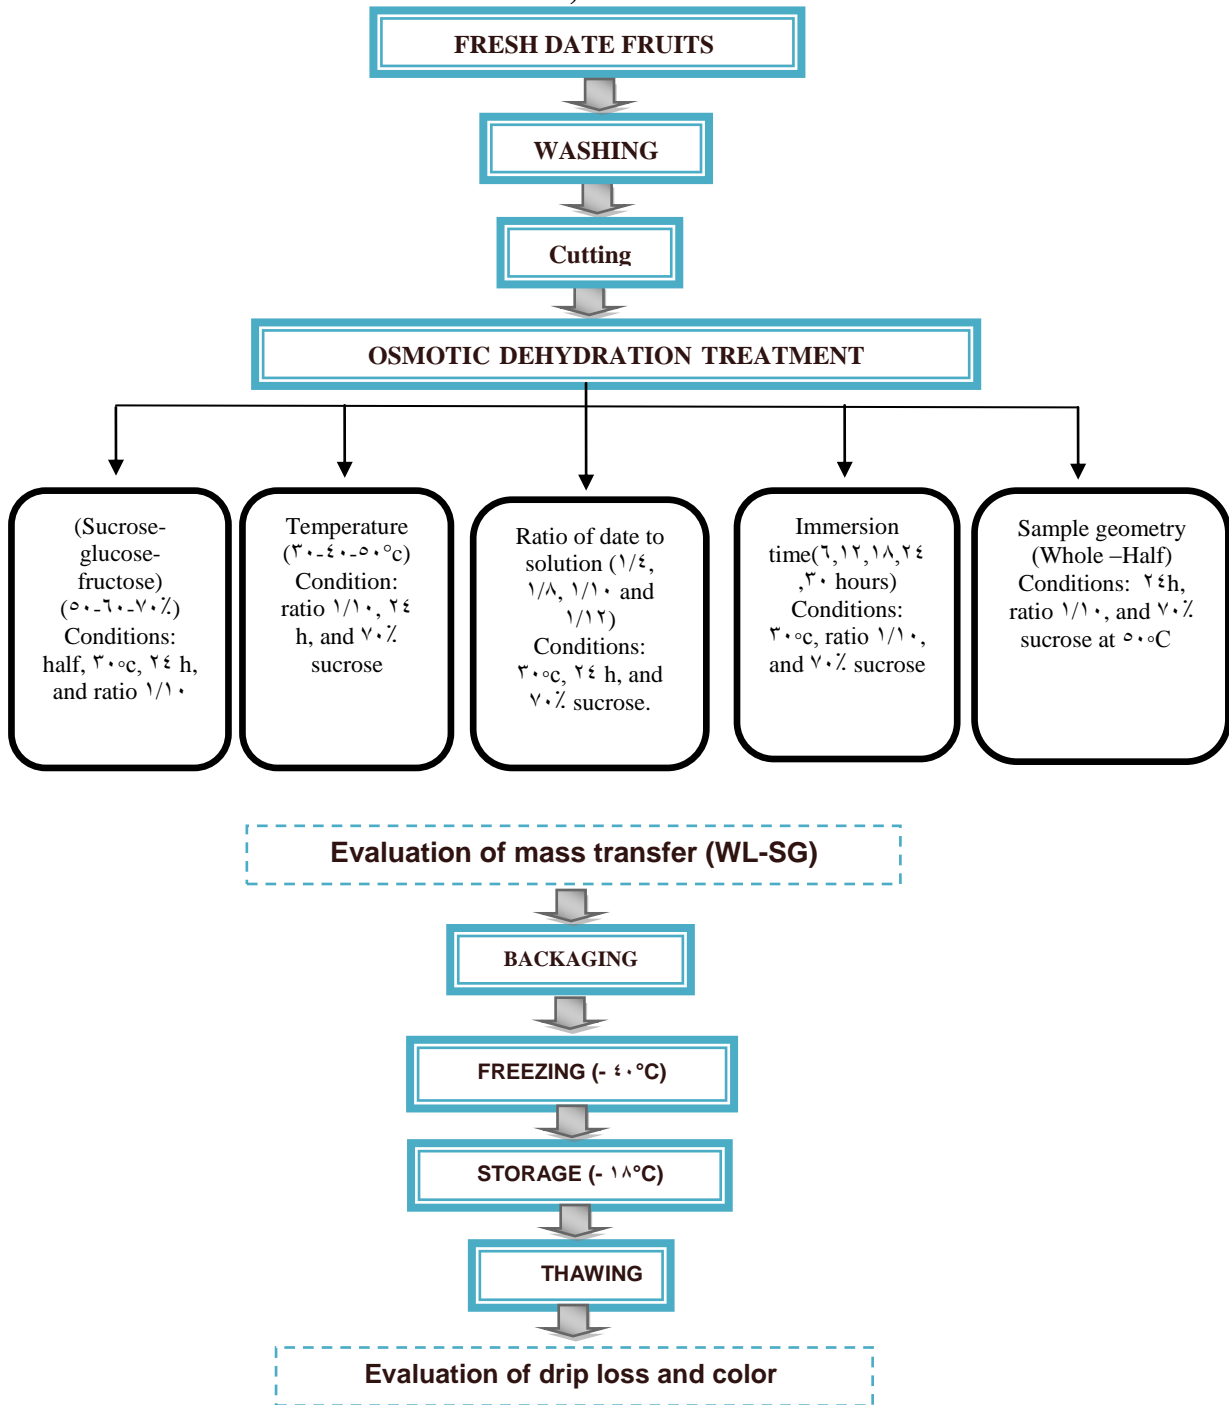 FRESH DATE FRUITS
WASHING
Cutting
OSMOTIC DEHYDRATION TREATMENT
(Sucrose-
glucose-
fructose)
(٥٠-٦٠-٧٠٪)
Conditions:
half, ٣٠◦c, ٢٤ h,
and ratio ١/١٠
Temperature
(٣٠-٤٠-٥٠°c)
Condition:
ratio ١/١٠, ٢٤
h, and ٧٠٪
sucrose
Ratio of date to
solution (١/٤,
١/٨, ١/١٠ and
١/١٢)
Conditions:
٣٠◦c, ٢٤ h, and
٧٠٪ sucrose.
Immersion
time(٦,١٢,١٨,٢٤
,٣٠ hours)
Conditions:
٣٠◦c, ratio ١/١٠,
and ٧٠٪ sucrose
Sample geometry
(Whole –Half)
Conditions: ٢٤h,
ratio ١/١٠, and ٧٠٪
sucrose at ٥٠◦C
Evaluation of mass transfer (WL-SG)
BACKAGING
FREEZING (- ٤٠°C)
STORAGE (- ١٨°C)
THAWING
Evaluation of drip loss and color